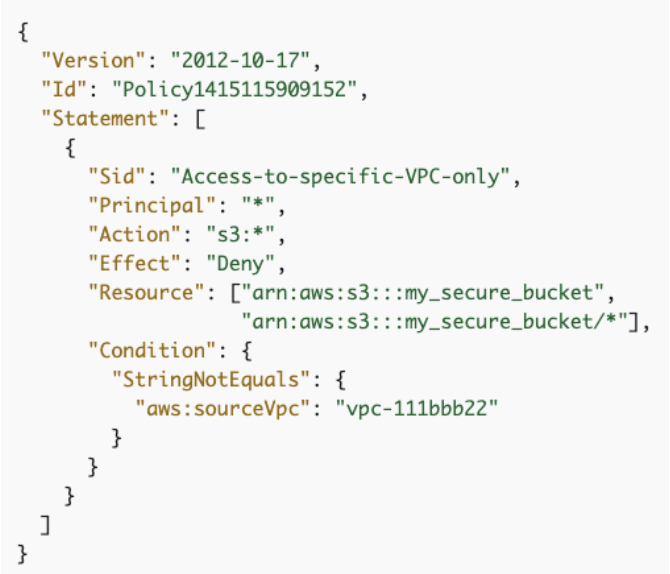 {
  "Version": "2012-10-17",
  "Id": "Policy1415115909152",
  "Statement": [
    {
      "Sid": "Access-to-specific-VPC-only",
      "Principal": "*",
      "Action": "s3:*",
      "Effect": "Deny",
      "Resource": ["arn:aws:s3:::my_secure_bucket",
                   "arn:aws:s3:::my_secure_bucket/*"],
      "Condition": {
        "StringNotEquals": {
          "aws:sourceVpc": "vpc-111bbb22"
        }
      }
    }
  ]
}